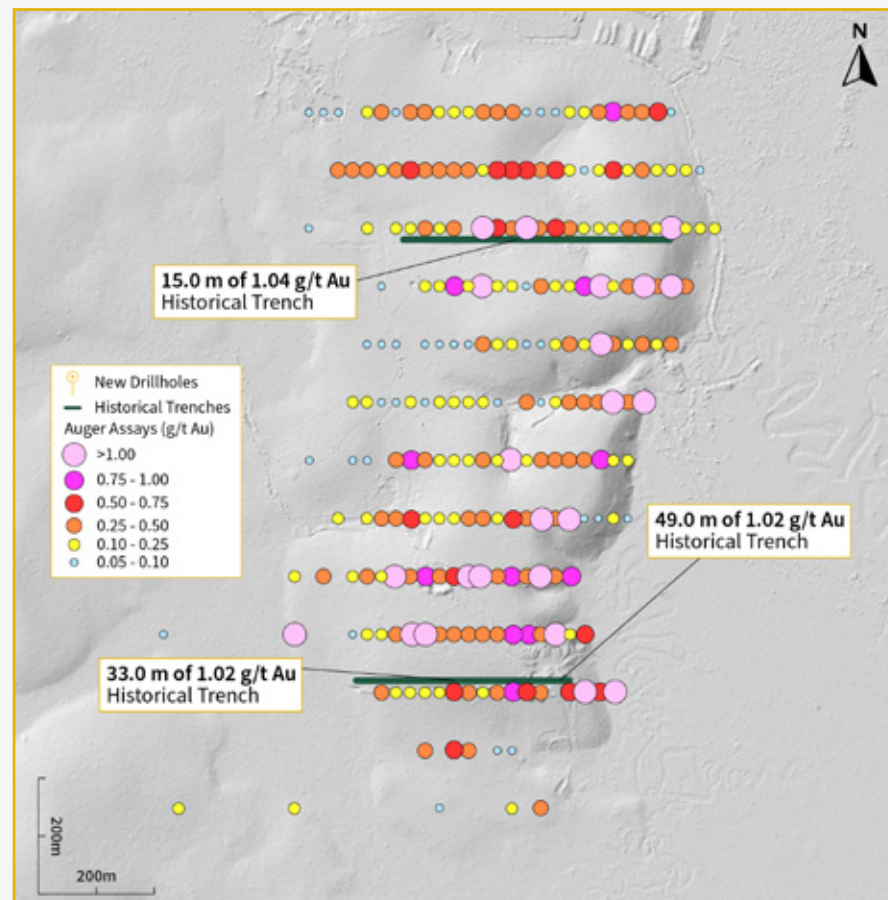 N
15.0 m of 1.04 g/t Au
Historical Trench
New Drillholes
Historical Trenches
Auger Assays (g/t Au)
>1.00
0.75 - 1.00
0.50 - 0.75
0.25 - 0.50
0.10 - 0.25
0.05 - 0.10
49.0 m of 1.02 g/t Au
Historical Trench
33.0 m of 1.02 g/t Au
Historical Trench
200m
200m